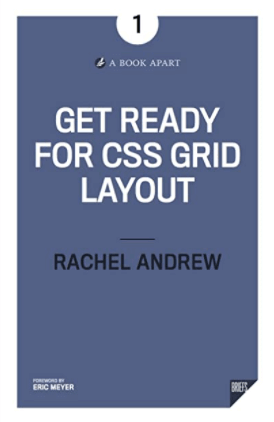 1
A BOOK APART
GET READY
FOR CSS GRID
LAYOUT
RACHEL ANDREW
FOREWORD BY
ERIC MEYER
BRIEFS